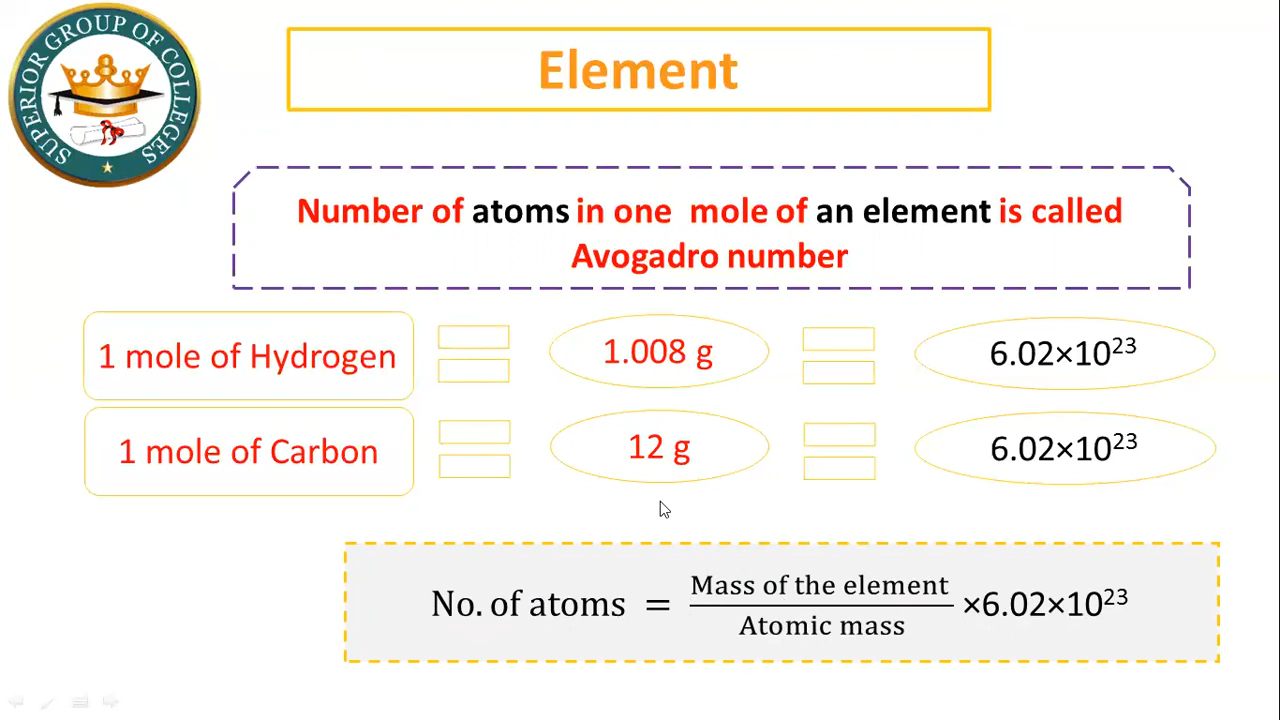 SUPERIOR GROUP OF COLLEGES
Element
Number of atoms in one mole of an element is called
Avogadro number
1 mole of Hydrogen = 1.008 g = 6.02×10²³
1 mole of Carbon = 12 g = 6.02×10²³
No. of atoms = Mass of the element / Atomic mass ×6.02×10²³